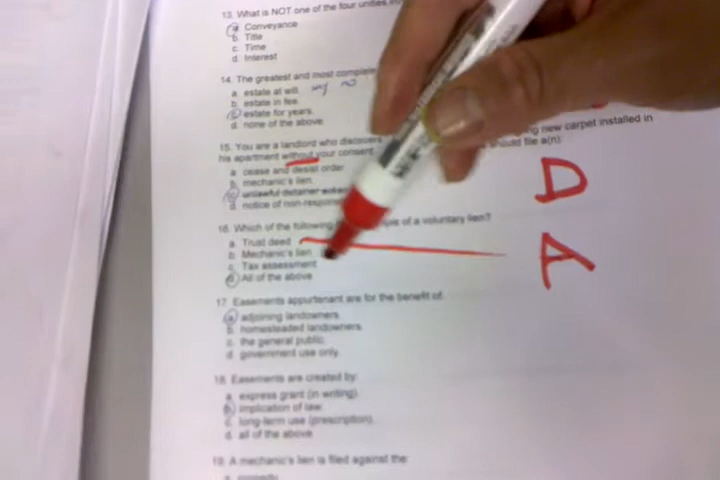 13. What is NOT one of the four unities
a. Conveyance
b. Title
c. Time
d. Interest
14. The greatest and most complete
a. estate at will.
b. estate in fee.
c. estate for years.
d. none of the above.
15. You are a landlord who discovers new carpet installed in
his apartment without your consent. should file a(n):
a. cease and desist order.
b. mechanic's lien.
c. unlawful detainer
d. notice of non-respon
D
16. Which of the following of a voluntary lien?
a. Trust deed
b. Mechanic's lien
c. Tax assessment
d. All of the above
A
17. Easements appurtenant are for the benefit of:
a. adjoining landowners.
b. homesteaded landowners.
c. the general public.
d. government use only.
18. Easements are created by:
a. express grant (in writing).
b. implication of law.
c. long-term use (prescription).
d. all of the above.
19. A mechanic's lien is filed against the:
a. property